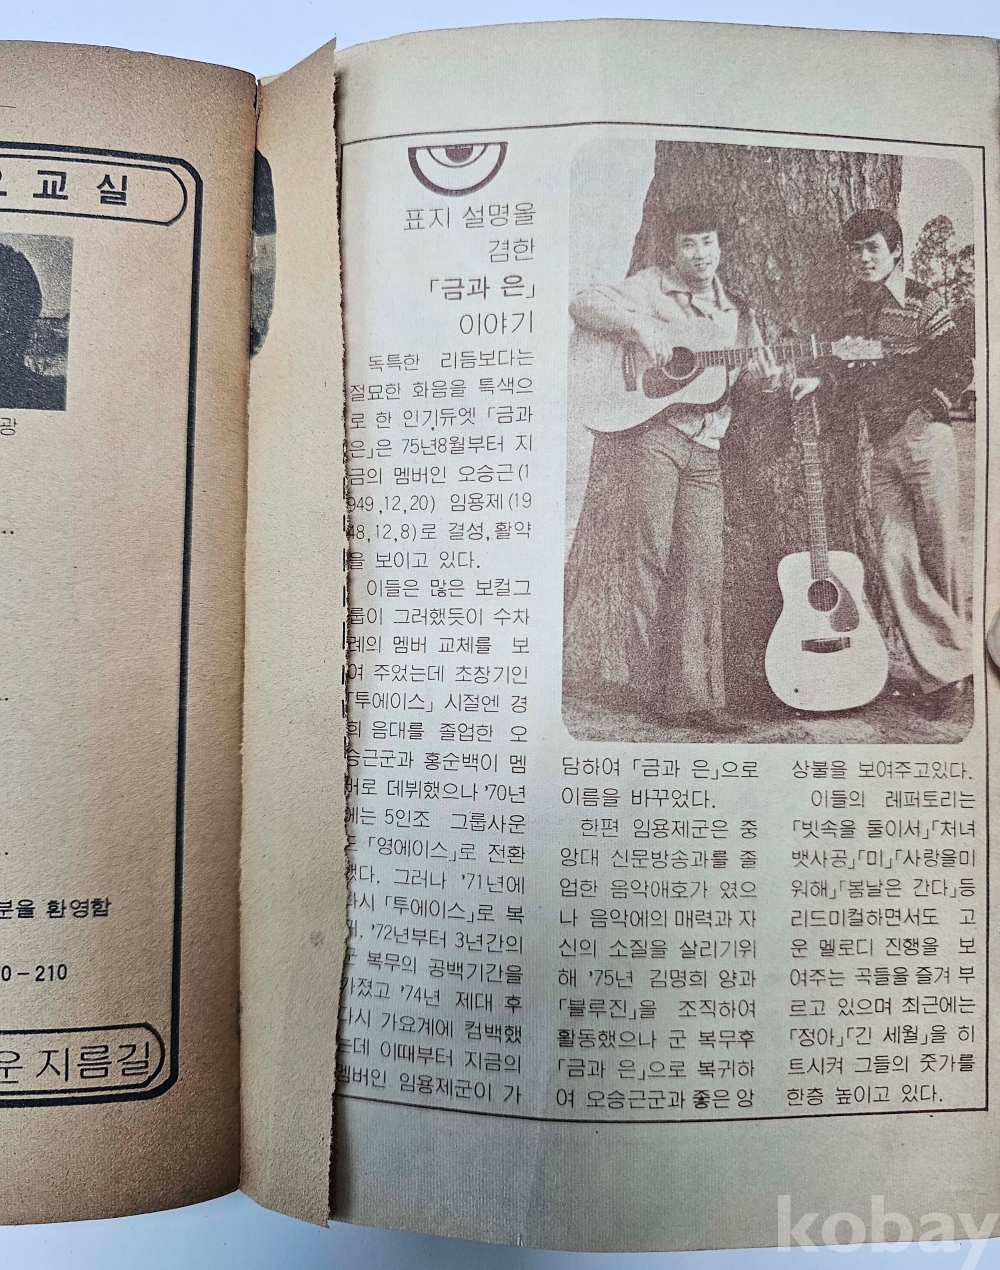 교 실
광
분을 환영함
0-210
운 지름길
표지 설명을
겸한
「금과 은」
이야기
독특한 리듬보다는
절묘한 화음을 특색으
로 한 인기듀엣 「금과
은」은 75년8월부터 지
금의 멤버인 오승근(1
949,12,20) 임용제(19
48,12,8)로 결성,활약
을 보이고 있다.
이들은 많은 보컬그
룹이 그러했듯이 수차
례의 멤버 교체를 보
여 주었는데 초창기인
「투에이스」 시절엔 경
희 음대를 졸업한 오
승근군과 홍순백이 멤
버로 데뷔했으나 '70년
에는 5인조 그룹사운
드 「영에이스」로 전환
했다. 그러나 '71년에
다시 「투에이스」로 복
귀, '72년부터 3년간의
군 복무의 공백기간을
가졌고 '74년 제대 후
다시 가요계에 컴백했
는데 이때부터 지금의
멤버인 임용제군이 가
담하여 「금과 은」으로
이름을 바꾸었다.
한편 임용제군은 중
앙대 신문방송과를 졸
업한 음악애호가 였으
나 음악에의 매력과 자
신의 소질을 살리기위
해 '75년 김명희 양과
「블루진」을 조직하여
활동했으나 군 복무후
「금과 은」으로 복귀하
여 오승근군과 좋은 앙
상블을 보여주고있다.
이들의 레퍼토리는
「빗속을 둘이서」「처녀
뱃사공」「미」「사랑을미
위해」「봄날은 간다」등
리드미컬하면서도 고
운 멜로디 진행을 보
여주는 곡들을 즐겨 부
르고 있으며 최근에는
「정아」「긴 세월」을 히
트시켜 그들의 줏가를
한층 높이고 있다.
kobay